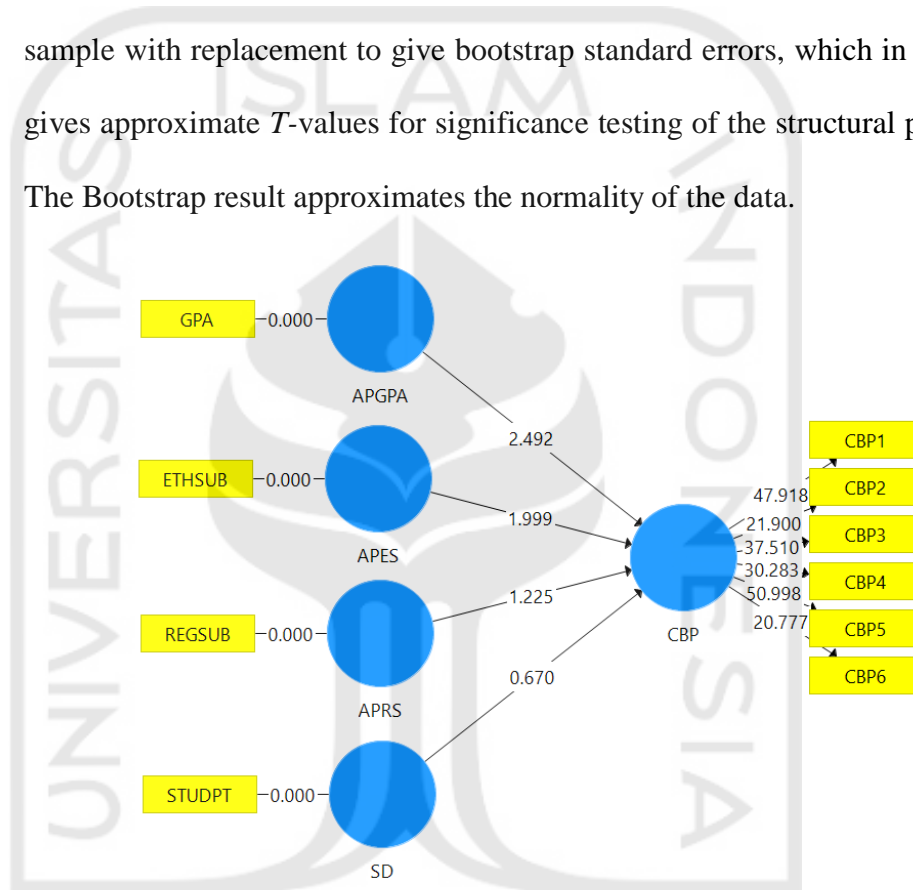 sample with replacement to give bootstrap standard errors, which in
gives approximate T-values for significance testing of the structural p
The Bootstrap result approximates the normality of the data.
ISLAM
UNIVERSITAS
INDONESIA
GPA
0.000
APGPA
2.492
ETHSUB
0.000
APES
1.999
REGSUB
0.000
APRS
1.225
STUDPT
0.000
SD
0.670
CBP
47.918
CBP1
21.900
CBP2
37.510
CBP3
30.283
CBP4
50.998
CBP5
20.777
CBP6